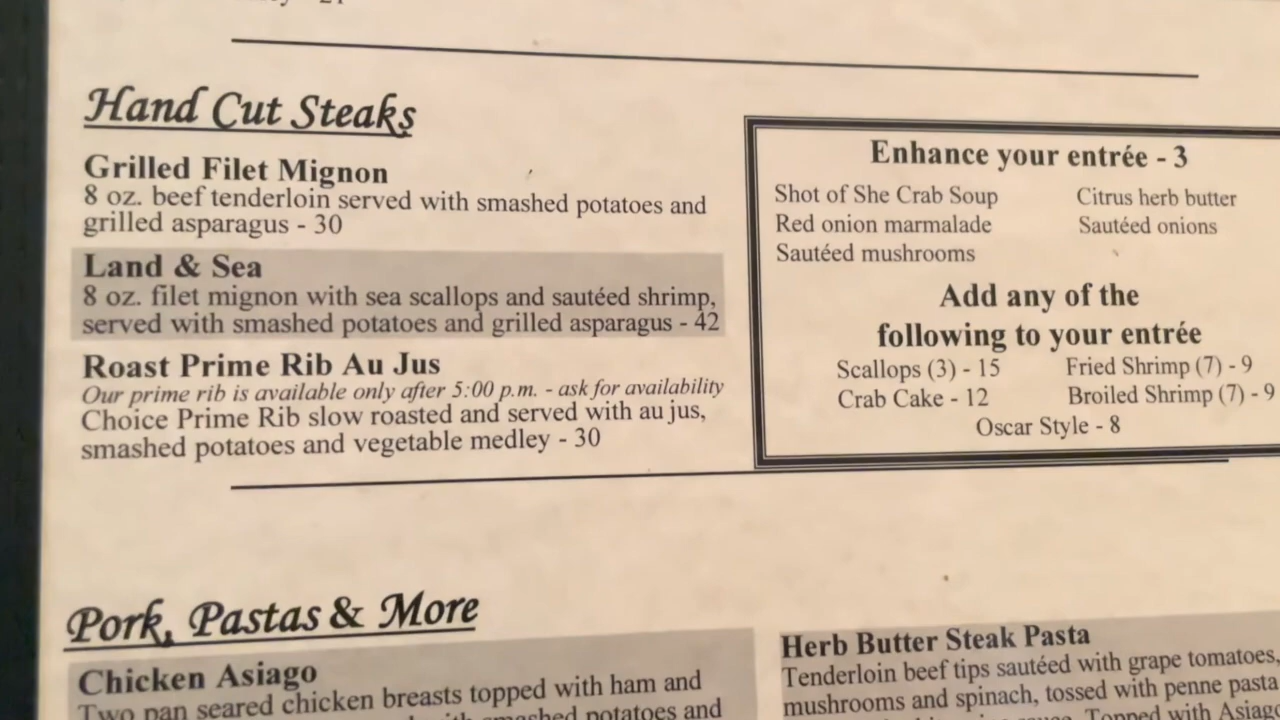 Hand Cut Steaks
Grilled Filet Mignon
8 oz. beef tenderloin served with smashed potatoes and
grilled asparagus - 30
Land & Sea
8 oz. filet mignon with sea scallops and sautéed shrimp,
served with smashed potatoes and grilled asparagus - 42
Roast Prime Rib Au Jus
Our prime rib is available only after 5:00 p.m. - ask for availability
Choice Prime Rib slow roasted and served with au jus,
smashed potatoes and vegetable medley - 30
Enhance your entrée - 3
Shot of She Crab Soup Citrus herb butter
Red onion marmalade Sautéed onions
Sautéed mushrooms
Add any of the
following to your entrée
Scallops (3) - 15 Fried Shrimp (7) - 9
Crab Cake - 12 Broiled Shrimp (7) - 9
Oscar Style - 8
Pork, Pastas & More
Chicken Asiago
Two pan seared chicken breasts topped with ham and
smashed potatoes and
Herb Butter Steak Pasta
Tenderloin beef tips sautéed with grape tomatoes,
mushrooms and spinach, tossed with penne pasta
Topped with Asiago